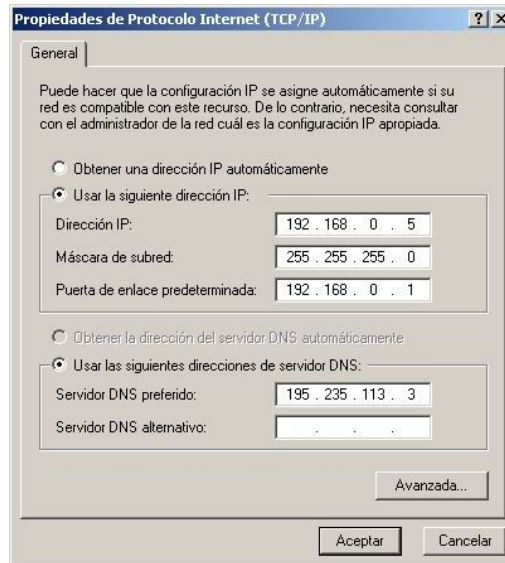 Propiedades de Protocolo Internet (TCP/IP)
General
Puede hacer que la configuración IP se asigne automáticamente si su
red es compatible con este recurso. De lo contrario, necesita consultar
con el administrador de la red cuál es la configuración IP apropiada.
Obtener una dirección IP automáticamente
Usar la siguiente dirección IP:
Dirección IP: 192 . 168 . 0 . 5
Máscara de subred: 255 . 255 . 255 . 0
Puerta de enlace predeterminada: 192 . 168 . 0 . 1
Obtener la dirección del servidor DNS automáticamente
Usar las siguientes direcciones de servidor DNS:
Servidor DNS preferido: 195 . 235 . 113 . 3
Servidor DNS alternativo: . . .
Avanzada...
Aceptar Cancelar